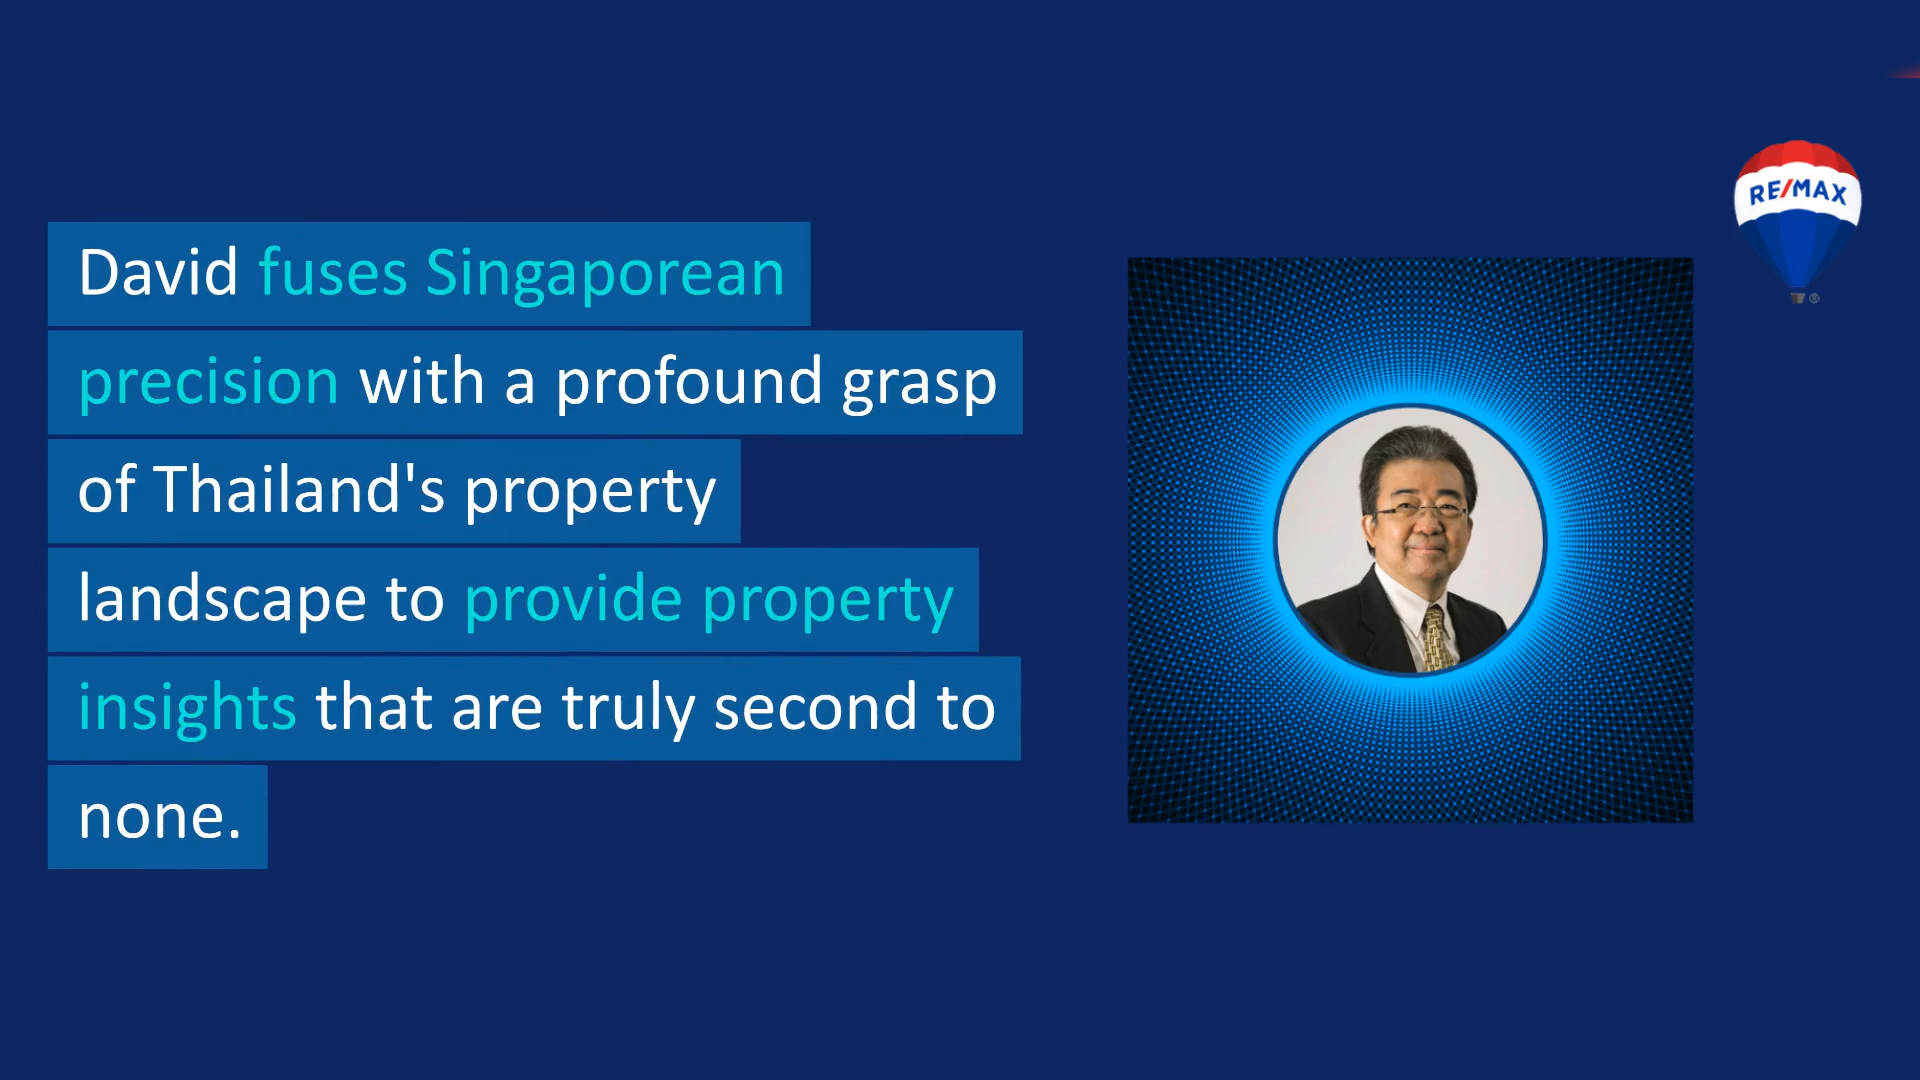 David fuses Singaporean
precision with a profound grasp
of Thailand's property
landscape to provide property
insights that are truly second to
none.
RE/MAX
®